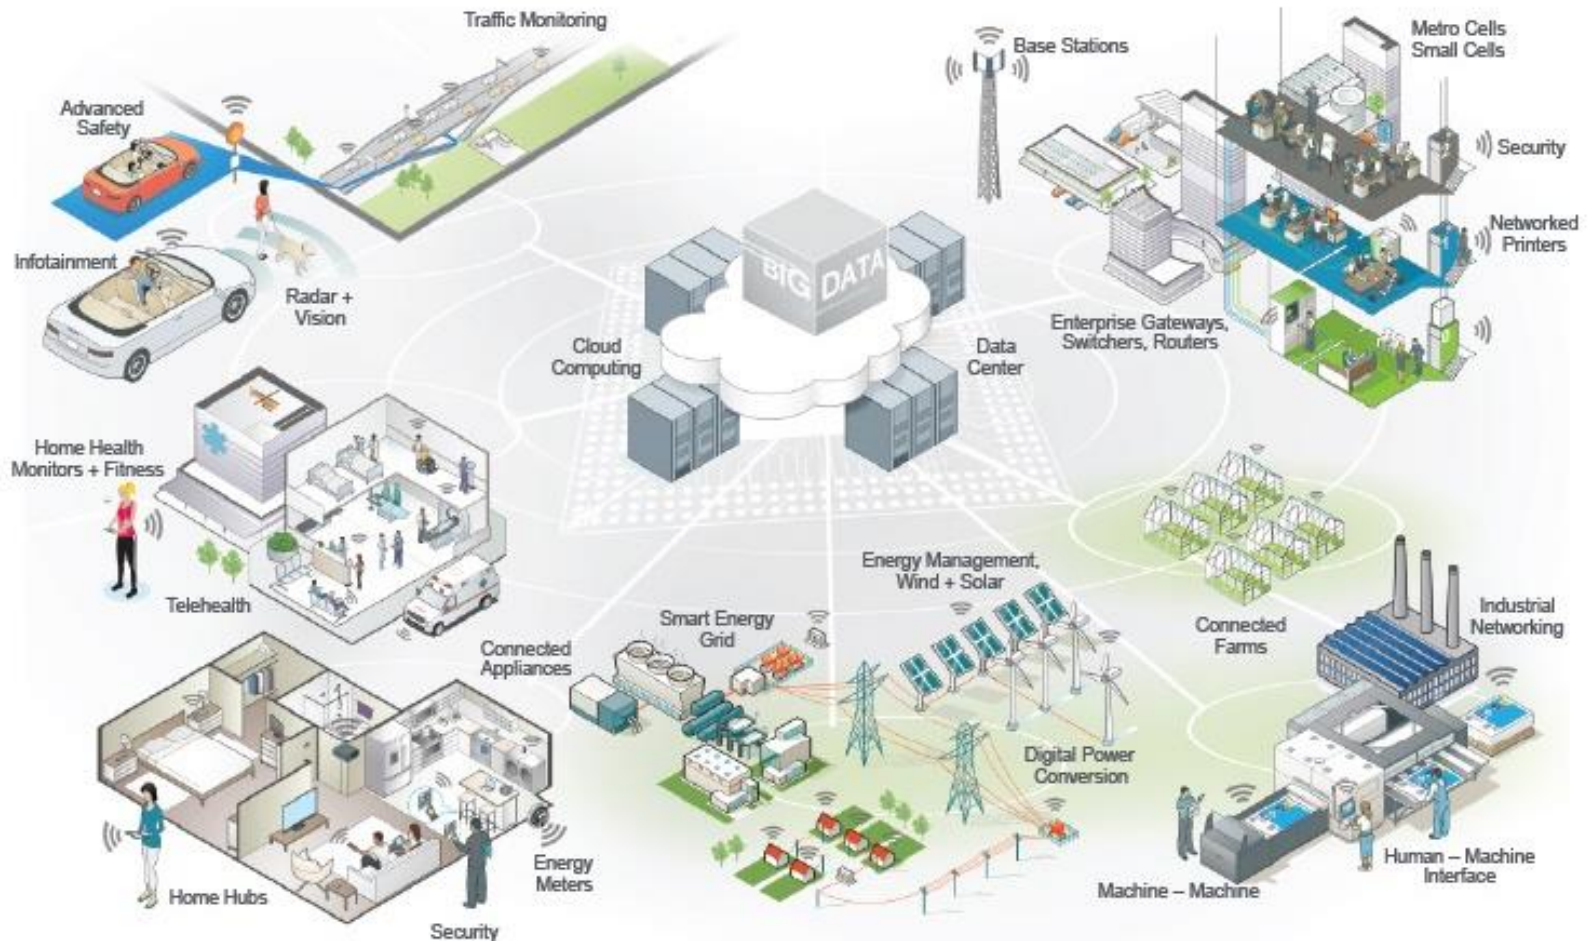 Traffic Monitoring
Base Stations
Metro Cells
Small Cells
Advanced
Safety
Security
Infotainment
Networked
Printers
Radar +
Vision
BIG DATA
Enterprise Gateways,
Switchers, Routers
Cloud
Computing
Data
Center
Home Health
Monitors + Fitness
Telehealth
Energy Management,
Wind + Solar
Smart Energy
Grid
Connected
Appliances
Connected
Farms
Industrial
Networking
Digital Power
Conversion
Energy
Meters
Home Hubs
Security
Machine – Machine
Human – Machine
Interface